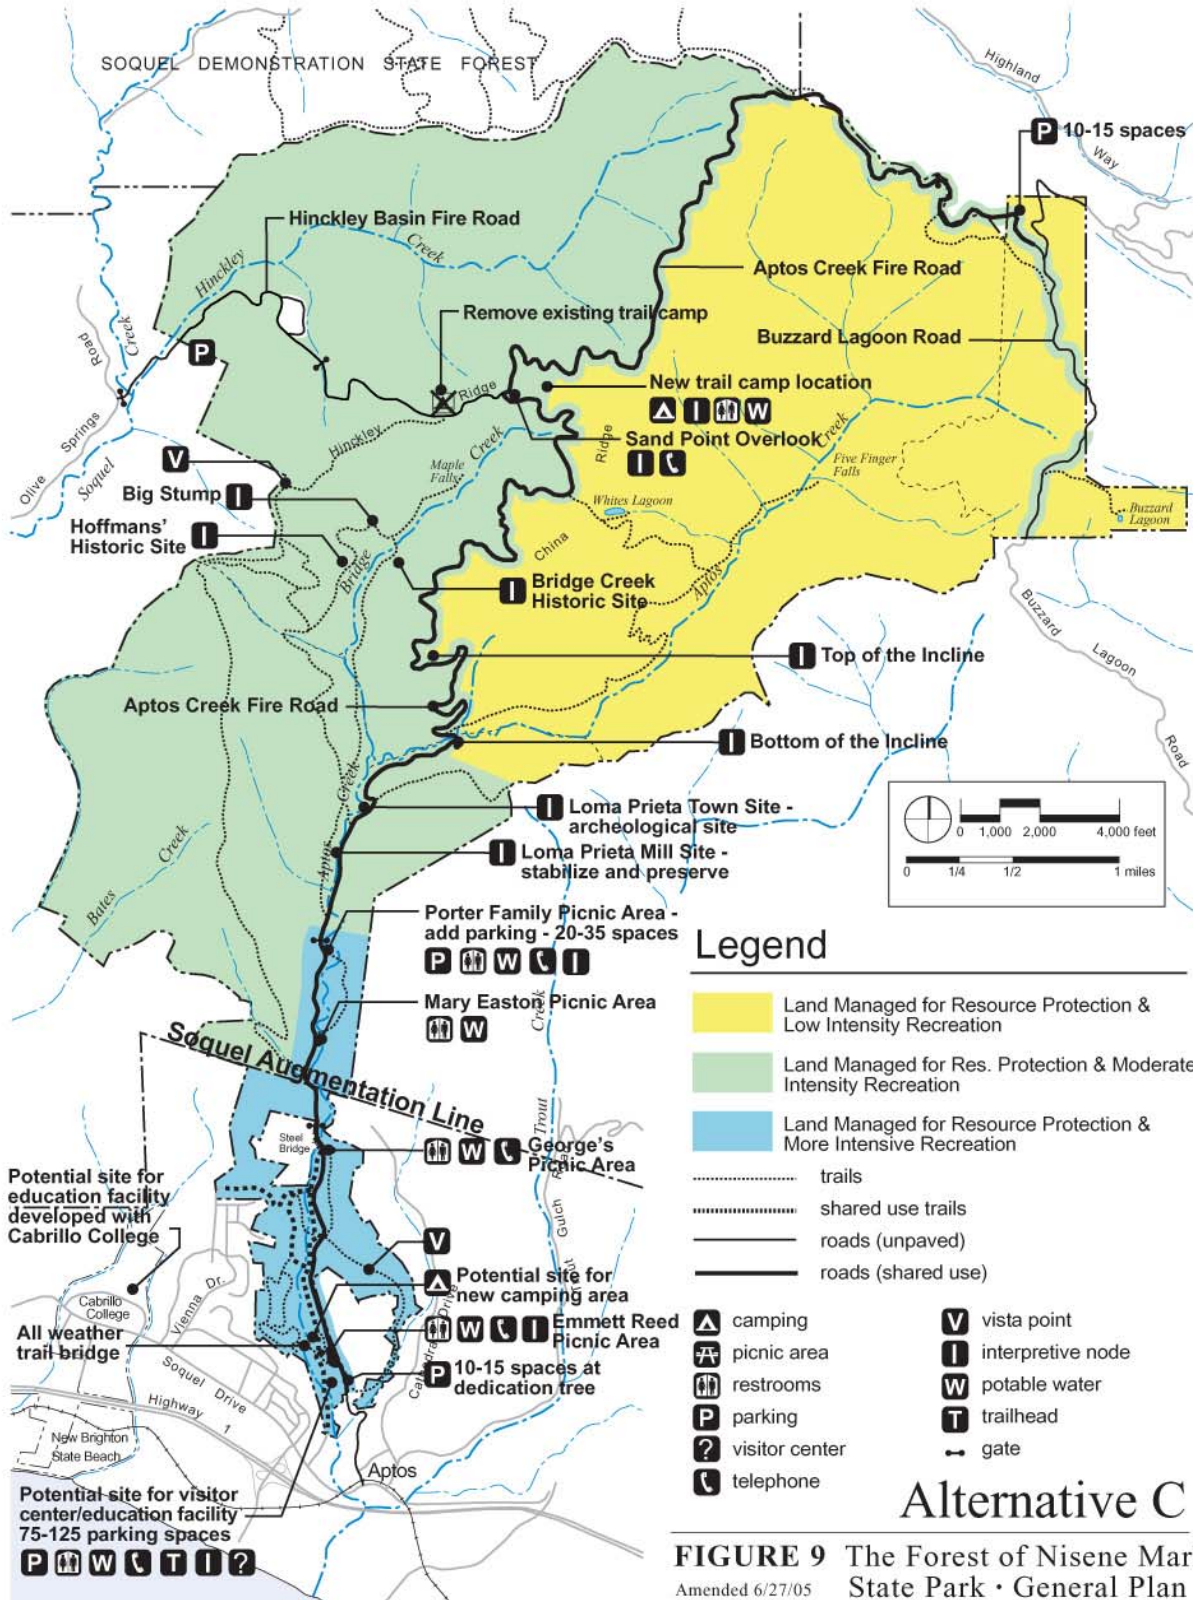 SOQUEL DEMONSTRATION STATE FOREST
Highland
Way
P 10-15 spaces
Hinckley Basin Fire Road
Hinckley
Creek
Aptos Creek Fire Road
Remove existing trail camp
Buzzard Lagoon Road
Road
Creek
P
Ridge
New trail camp location
I W
Sand Point Overlook
I
Creek
Olive Springs
Soquel
Hinckley
Creek
Ridge
Maple
Falls
Five Finger
Falls
V
Big Stump I
Whites Lagoon
Buzzard
Lagoon
Hoffmans'
Historic Site I
Bridge
China
I Bridge Creek
Historic Site
Aptos
Buzzard
Lagoon
Road
I Top of the Incline
Aptos Creek Fire Road
I Bottom of the Incline
Creek
Aptos
I Loma Prieta Town Site -
archeological site
I Loma Prieta Mill Site -
stabilize and preserve
0 1,000 2,000 4,000 feet
0 1/4 1/2 1 miles
Bates
Creek
Porter Family Picnic Area -
add parking - 20-35 spaces
P W I
Mary Easton Picnic Area
W
Creek
Trout
Gulch
Road
Soquel Augmentation Line
Steel
Bridge
W George's
Picnic Area
Potential site for
education facility
developed with
Cabrillo College
V
Potential site for
new camping area
Cathedral Drive
W I Emmett Reed
Picnic Area
P 10-15 spaces at
dedication tree
Cabrillo
College
Vienna Dr.
All weather
trail bridge
Soquel Drive
Highway 1
New Brighton
State Beach
Aptos
Potential site for visitor
center/education facility
75-125 parking spaces
P W T I ?
Legend
Land Managed for Resource Protection &
Low Intensity Recreation
Land Managed for Res. Protection & Moderate
Intensity Recreation
Land Managed for Resource Protection &
More Intensive Recreation
trails
shared use trails
roads (unpaved)
roads (shared use)
camping
picnic area
restrooms
P parking
? visitor center
telephone
V vista point
I interpretive node
W potable water
T trailhead
gate
Alternative C
FIGURE 9 The Forest of Nisene Mar
Amended 6/27/05 State Park · General Plan